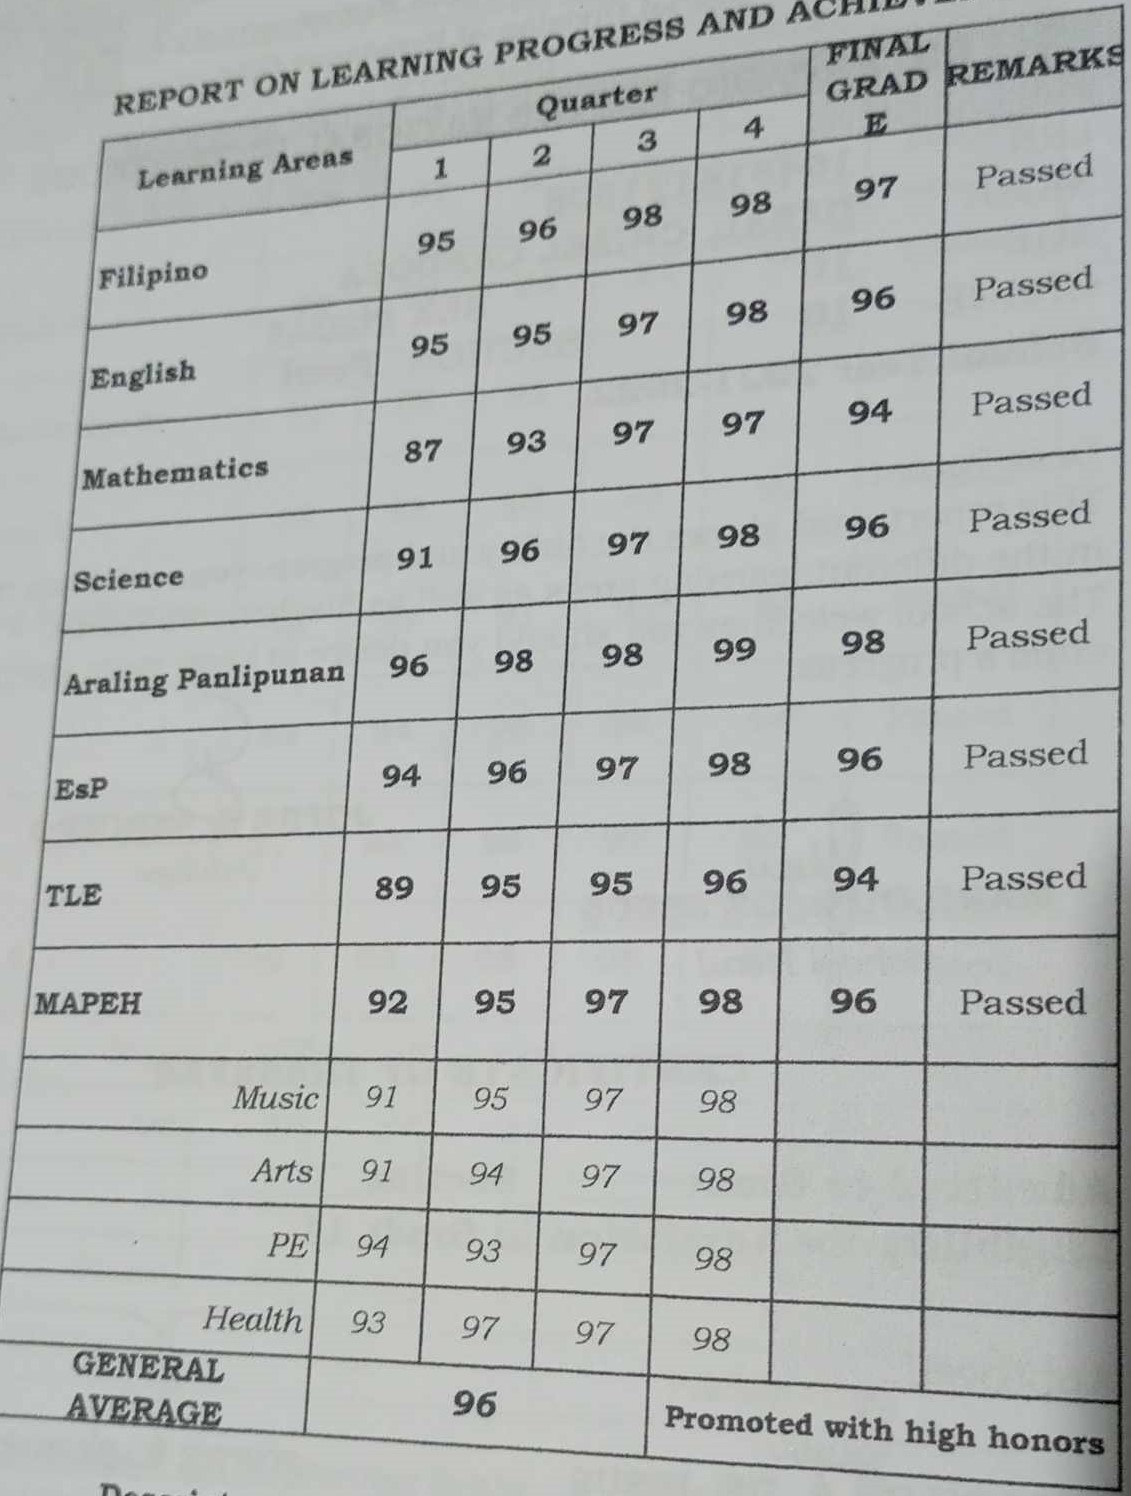 REPORT ON LEARNING PROGRESS AND
Learning Areas Quarter FINAL GRAD E REMARKS
1 2 3 4
Filipino 95 96 98 98 97 Passed
English 95 95 97 98 96 Passed
Mathematics 87 93 97 97 94 Passed
Science 91 96 97 98 96 Passed
Araling Panlipunan 96 98 98 99 98 Passed
EsP 94 96 97 98 96 Passed
TLE 89 95 95 96 94 Passed
MAPEH 92 95 97 98 96 Passed
Music 91 95 97 98
Arts 91 94 97 98
PE 94 93 97 98
Health 93 97 97 98
GENERAL AVERAGE 96 Promoted with high honors